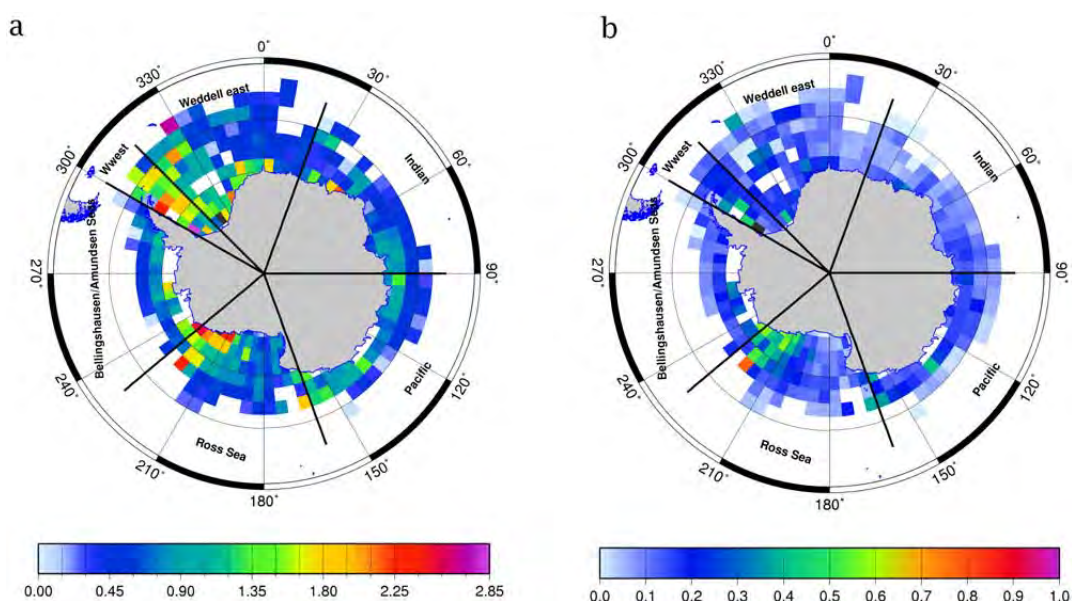 a
0°
30°
60°
90°
120°
150°
180°
210°
240°
270°
300°
330°
Weddell east
Indian
Pacific
Ross Sea
Bellingshausen/Amundsen Seas
Wwest
0.00 0.45 0.90 1.35 1.80 2.25 2.85
b
0°
30°
60°
90°
120°
150°
180°
210°
240°
270°
300°
330°
Weddell east
Indian
Pacific
Ross Sea
Bellingshausen/Amundsen Seas
Wwest
0.0 0.1 0.2 0.3 0.4 0.5 0.6 0.7 0.8 0.9 1.0